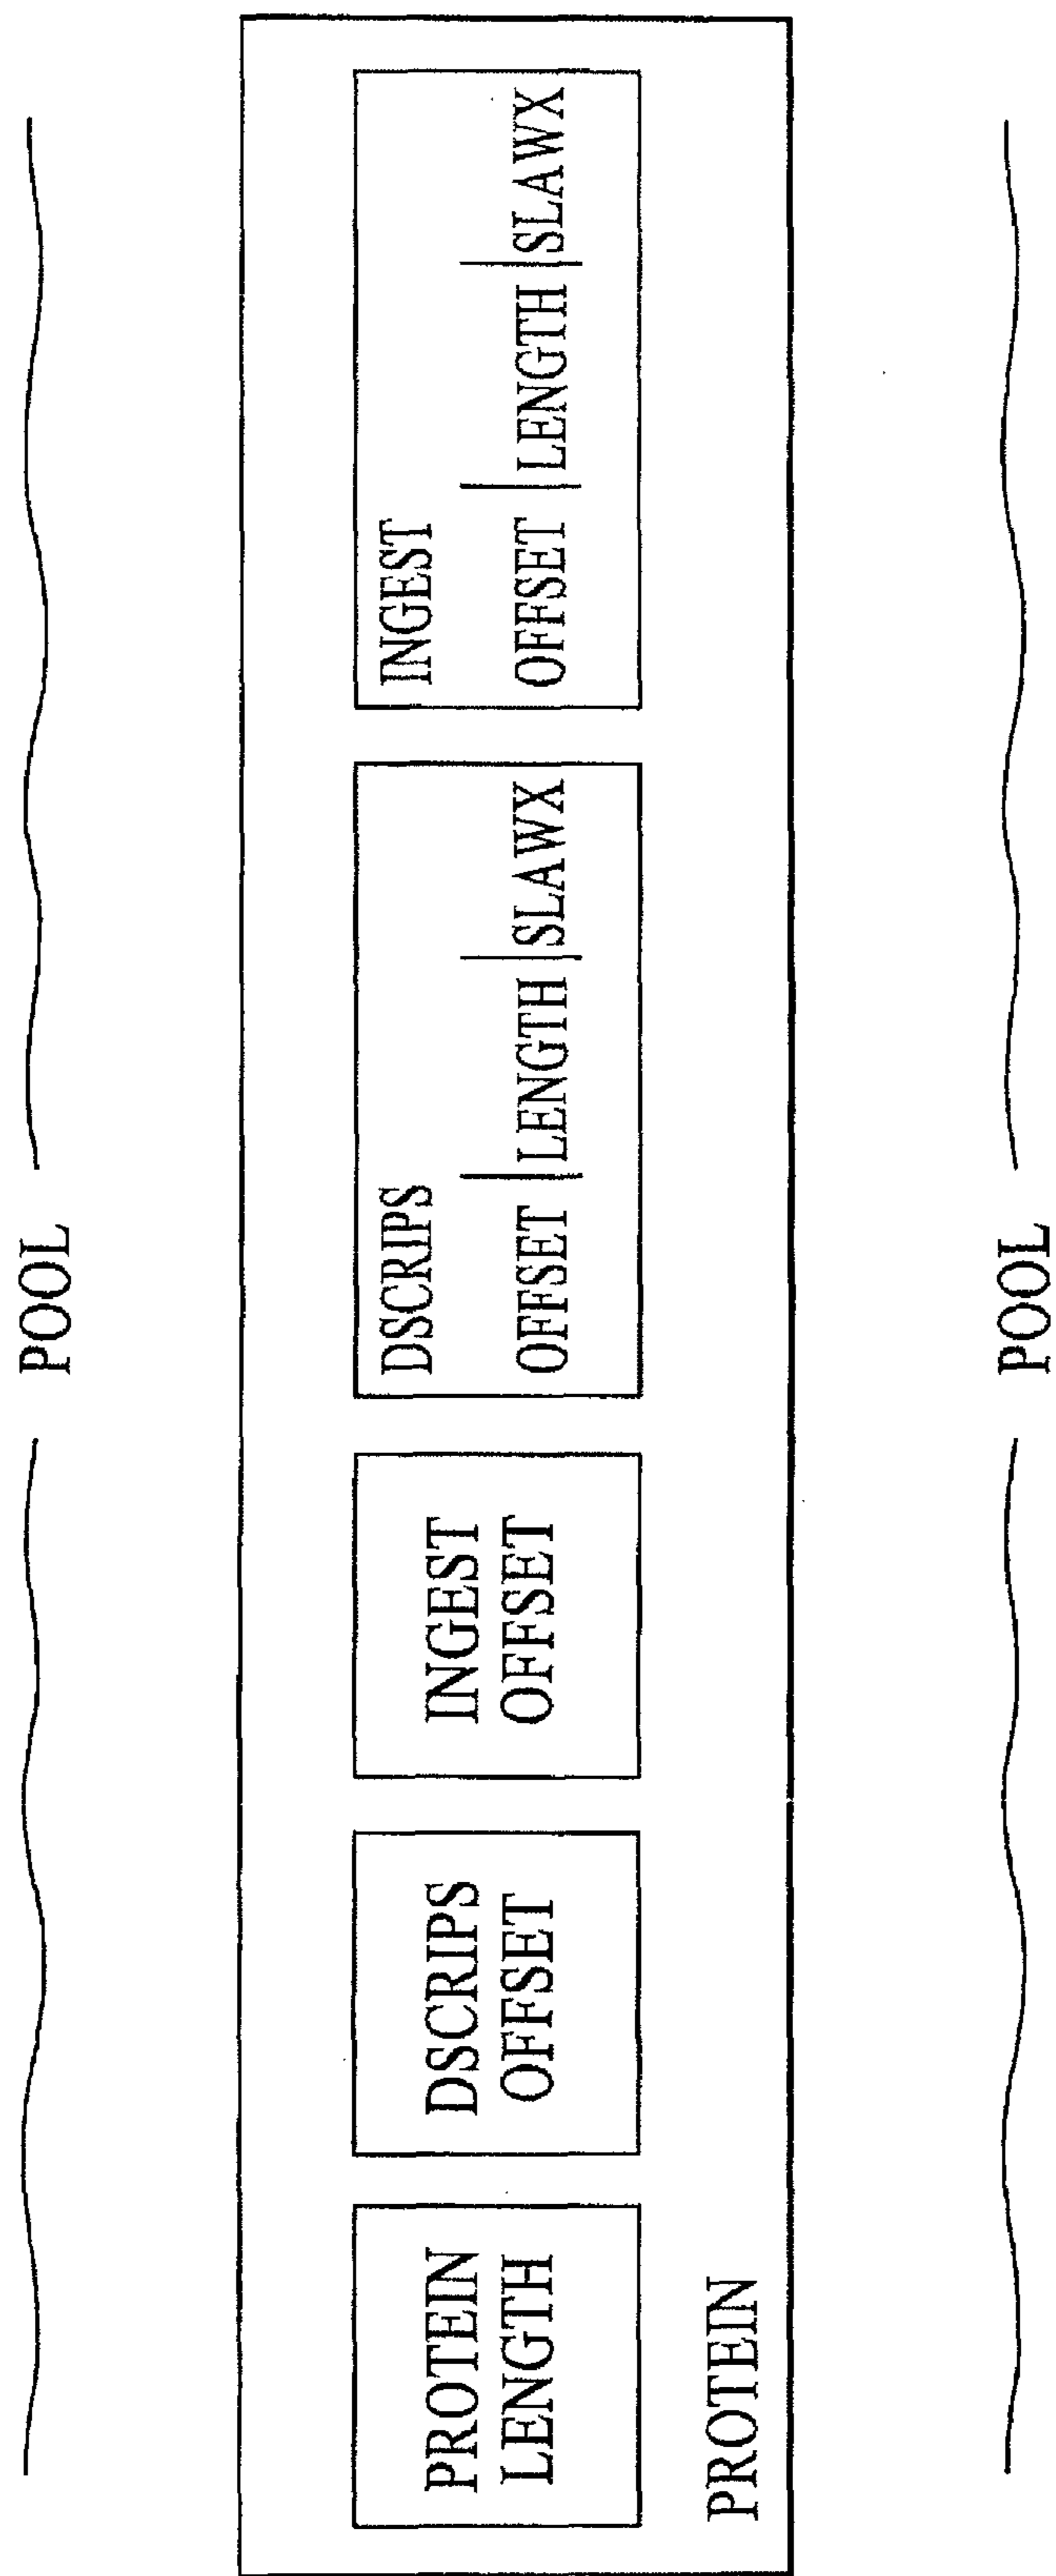 POOL
PROTEIN
LENGTH
DSCRIPS
OFFSET
INGEST
OFFSET
DSCRIPS
OFFSET LENGTH SLAWX
INGEST
OFFSET LENGTH SLAWX
PROTEIN
POOL